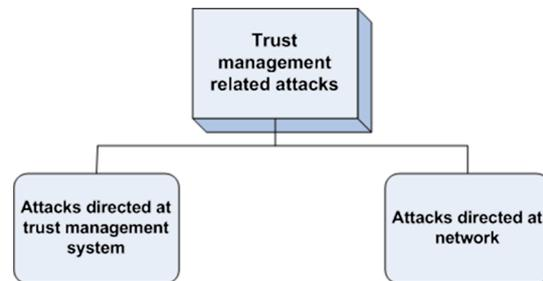 Trust
management
related attacks
Attacks directed at
trust management
system
Attacks directed at
network